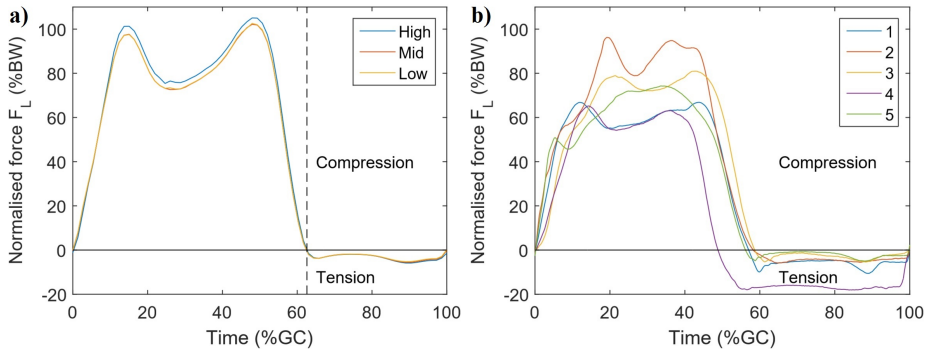 a)
Normalised force F_L (%BW)
100
80
60
40
20
0
-20
High
Mid
Low
Compression
Tension
0 20 40 60 80 100
Time (%GC)
b)
Normalised force F_L (%BW)
100
80
60
40
20
0
-20
1
2
3
4
5
Compression
Tension
0 20 40 60 80 100
Time (%GC)